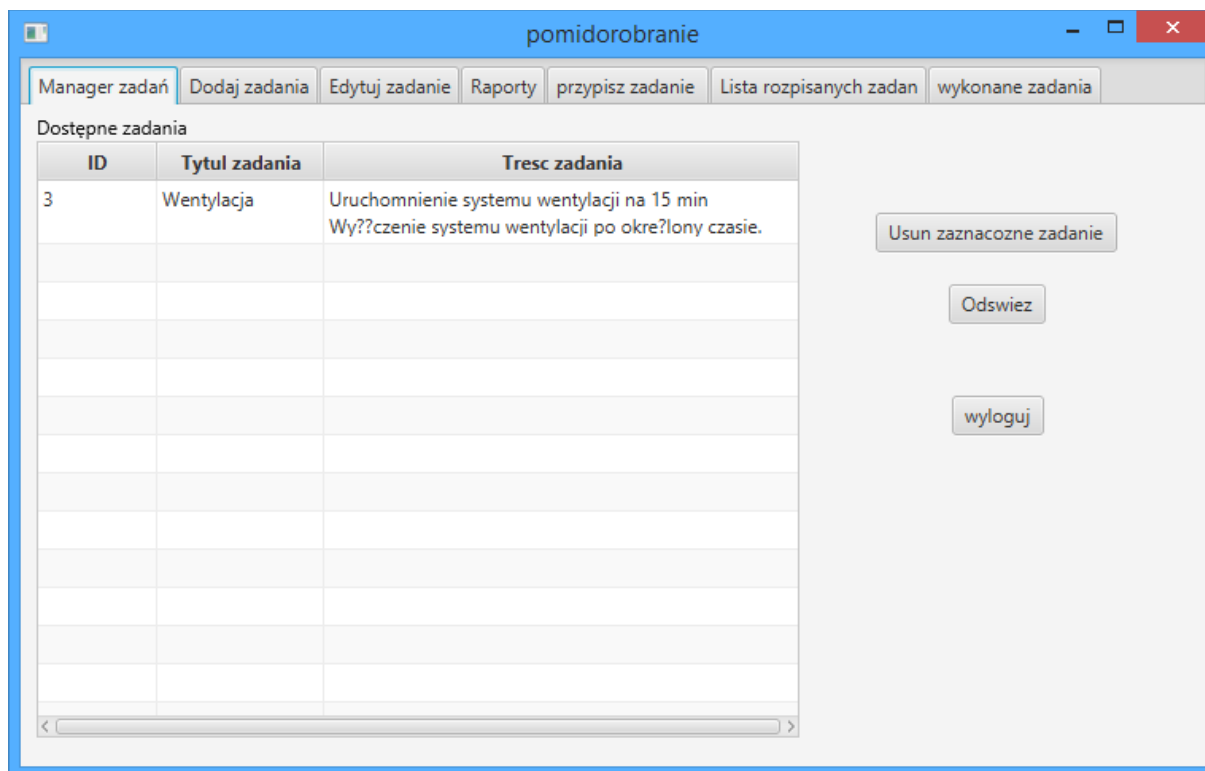 pomidorobranie
Manager zadań Dodaj zadania Edytuj zadanie Raporty przypisz zadanie Lista rozpisanych zadan wykonane zadania
Dostępne zadania
ID Tytul zadania Tresc zadania
3 Wentylacja Uruchomnienie systemu wentylacji na 15 min
Wy??czenie systemu wentylacji po okre?lony czasie.
Usun zaznacozne zadanie
Odswiez
wyloguj